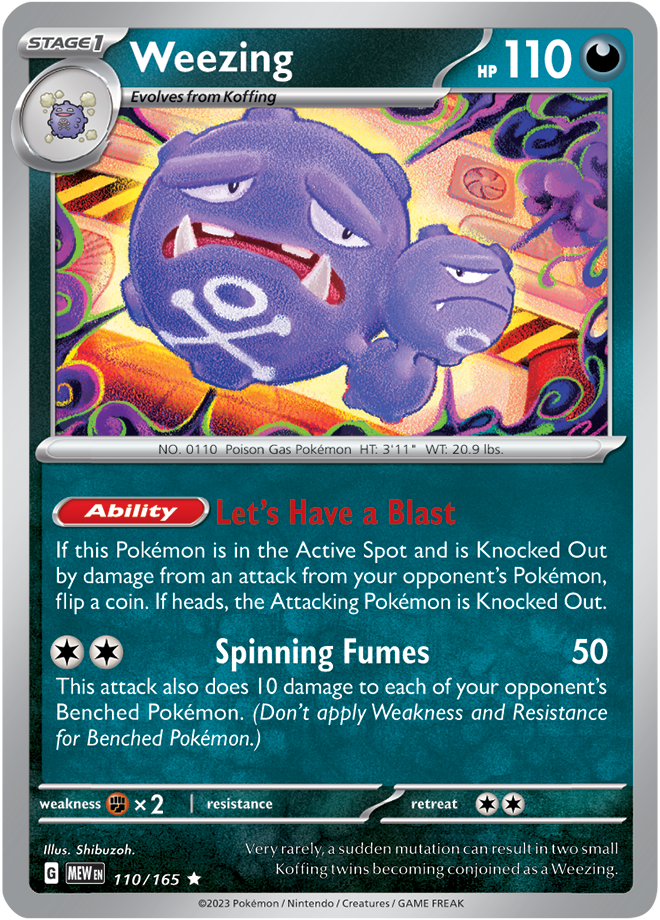 STAGE1
Weezing
HP 110
Evolves from Koffing
NO. 0110 Poison Gas Pokémon HT: 3'11" WT: 20.9 lbs.
Ability Let's Have a Blast
If this Pokémon is in the Active Spot and is Knocked Out
by damage from an attack from your opponent's Pokémon,
flip a coin. If heads, the Attacking Pokémon is Knocked Out.
Spinning Fumes 50
This attack also does 10 damage to each of your opponent's
Benched Pokémon. (Don't apply Weakness and Resistance
for Benched Pokémon.)
weakness ×2 resistance retreat
Illus. Shibuzoh.
Very rarely, a sudden mutation can result in two small
Koffing twins becoming conjoined as a Weezing.
G MEW EN 110/165 ★
©2023 Pokémon / Nintendo / Creatures / GAME FREAK